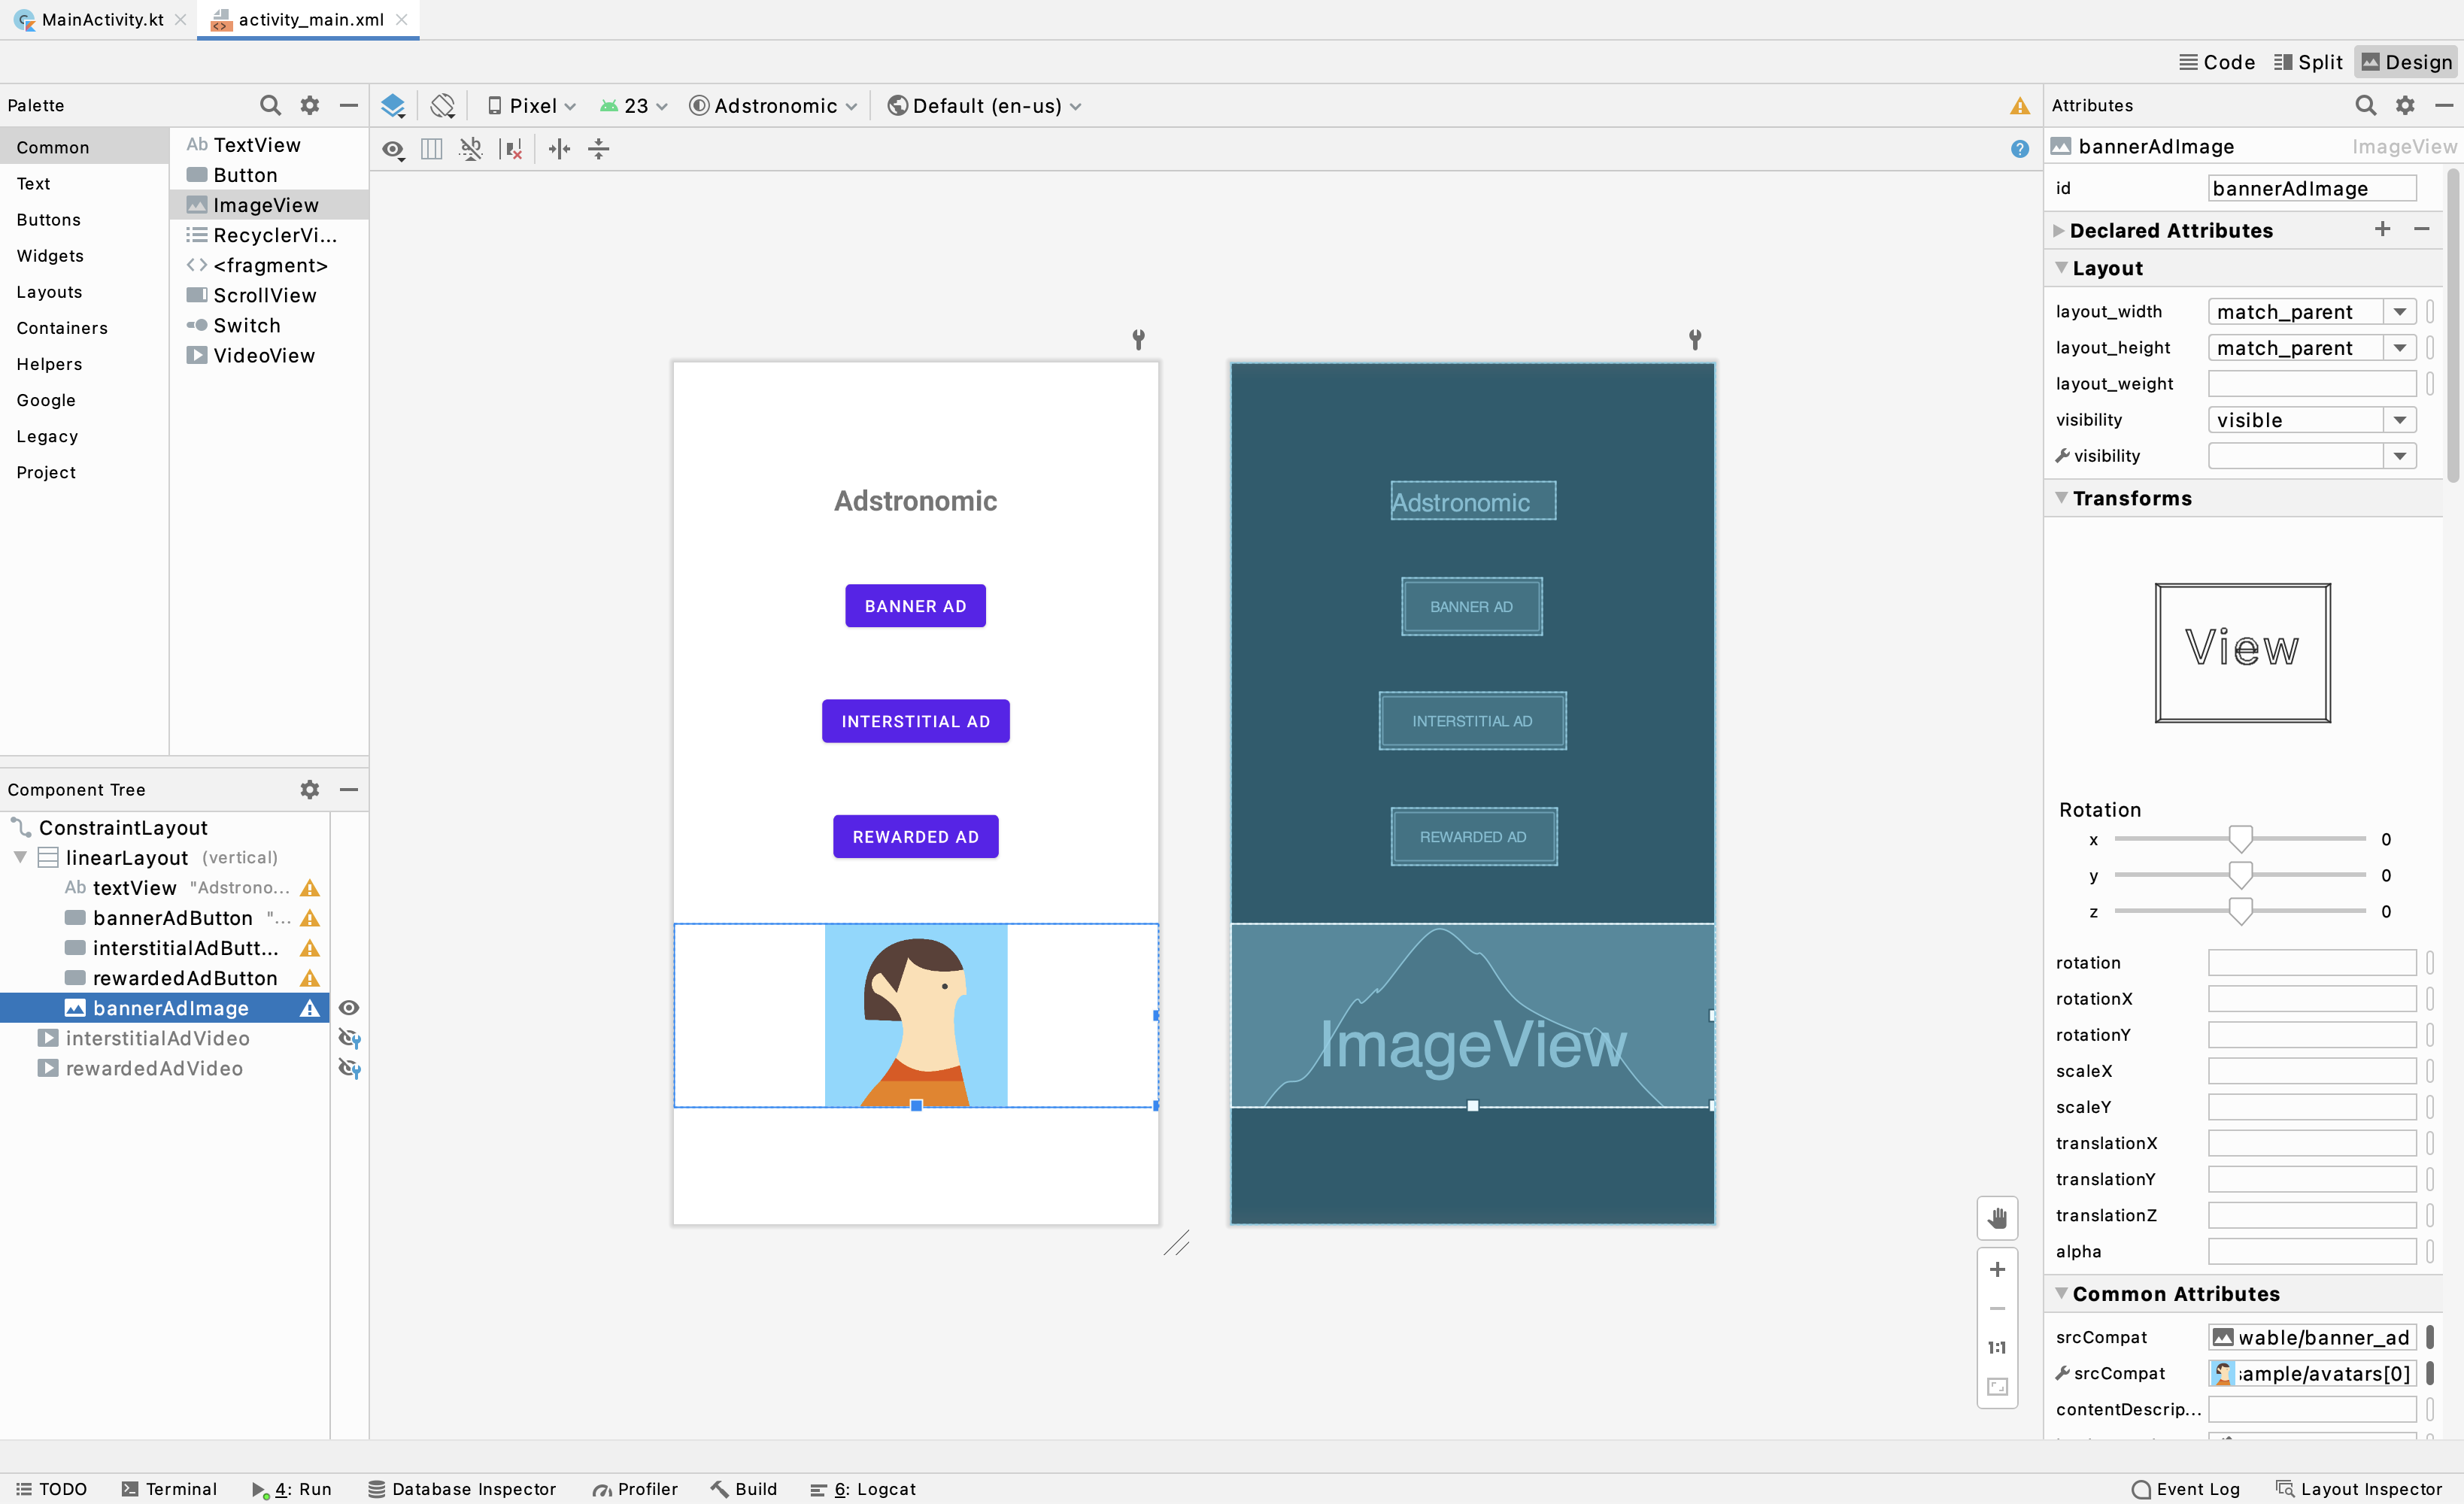 MainActivity.kt
activity_main.xml
Code
Split
Design
Palette
Pixel
23
Adstronomic
Default (en-us)
Attributes
Common
Text
Buttons
Widgets
Layouts
Containers
Helpers
Google
Legacy
Project
Ab TextView
Button
ImageView
RecyclerVi...
<fragment>
ScrollView
Switch
VideoView
bannerAdImage
ImageView
id
bannerAdImage
Declared Attributes
Layout
layout_width
match_parent
layout_height
match_parent
layout_weight
visibility
visible
visibility
Transforms
View
Rotation
x
0
y
0
z
0
rotation
rotationX
rotationY
scaleX
scaleY
translationX
translationY
translationZ
alpha
Common Attributes
srcCompat
wable/banner_ad
srcCompat
ample/avatars[0]
contentDescrip...
Adstronomic
BANNER AD
INTERSTITIAL AD
REWARDED AD
Adstronomic
BANNER AD
INTERSTITIAL AD
REWARDED AD
ImageView
1:1
Component Tree
ConstraintLayout
linearLayout (vertical)
Ab textView "Adstrono...
bannerAdButton "...
interstitialAdButt...
rewardedAdButton
bannerAdImage
interstitialAdVideo
rewardedAdVideo
TODO
Terminal
4: Run
Database Inspector
Profiler
Build
6: Logcat
Event Log
Layout Inspector